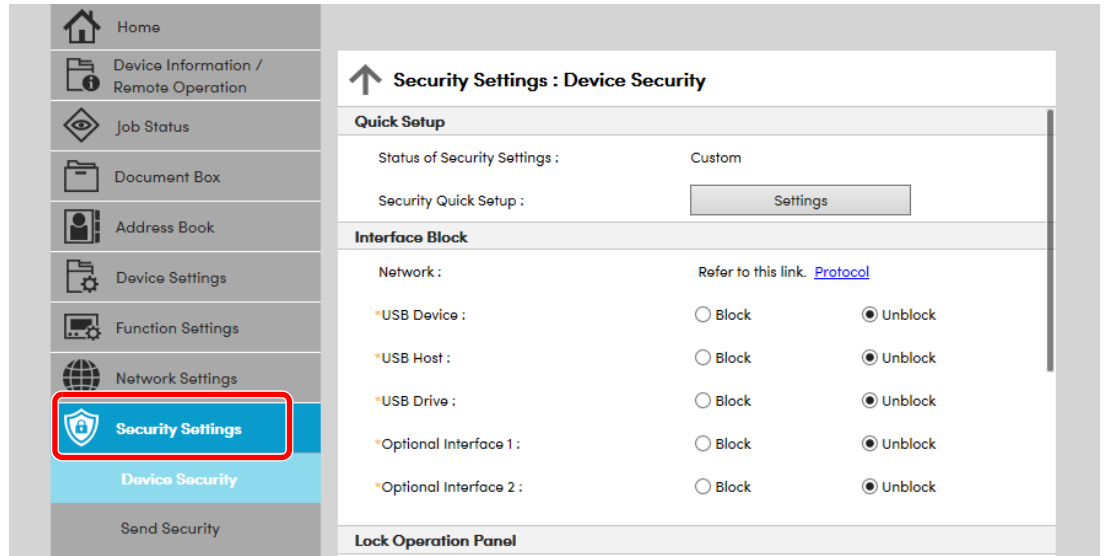 Home
Device Information /
Remote Operation
Job Status
Document Box
Address Book
Device Settings
Function Settings
Network Settings
Security Settings
Device Security
Send Security
Security Settings : Device Security
Quick Setup
Status of Security Settings : Custom
Security Quick Setup : Settings
Interface Block
Network : Refer to this link. Protocol
*USB Device : Block Unblock
*USB Host : Block Unblock
*USB Drive : Block Unblock
*Optional Interface 1 : Block Unblock
*Optional Interface 2 : Block Unblock
Lock Operation Panel